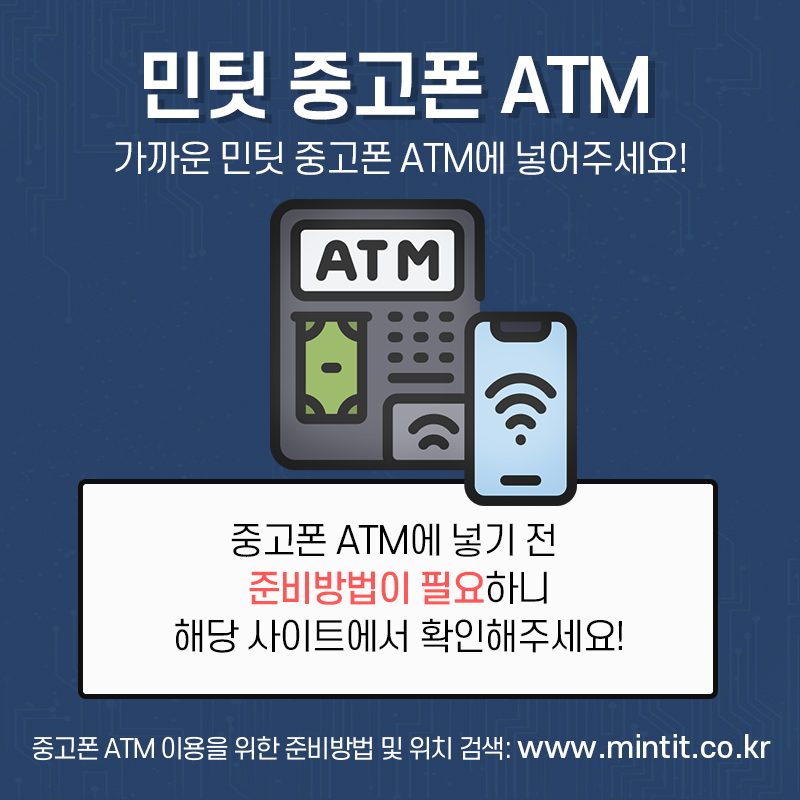 민팃 중고폰 ATM
가까운 민팃 중고폰 ATM에 넣어주세요!
ATM
중고폰 ATM에 넣기 전
준비방법이 필요하니
해당 사이트에서 확인해주세요!
중고폰 ATM 이용을 위한 준비방법 및 위치 검색: www.mintit.co.kr